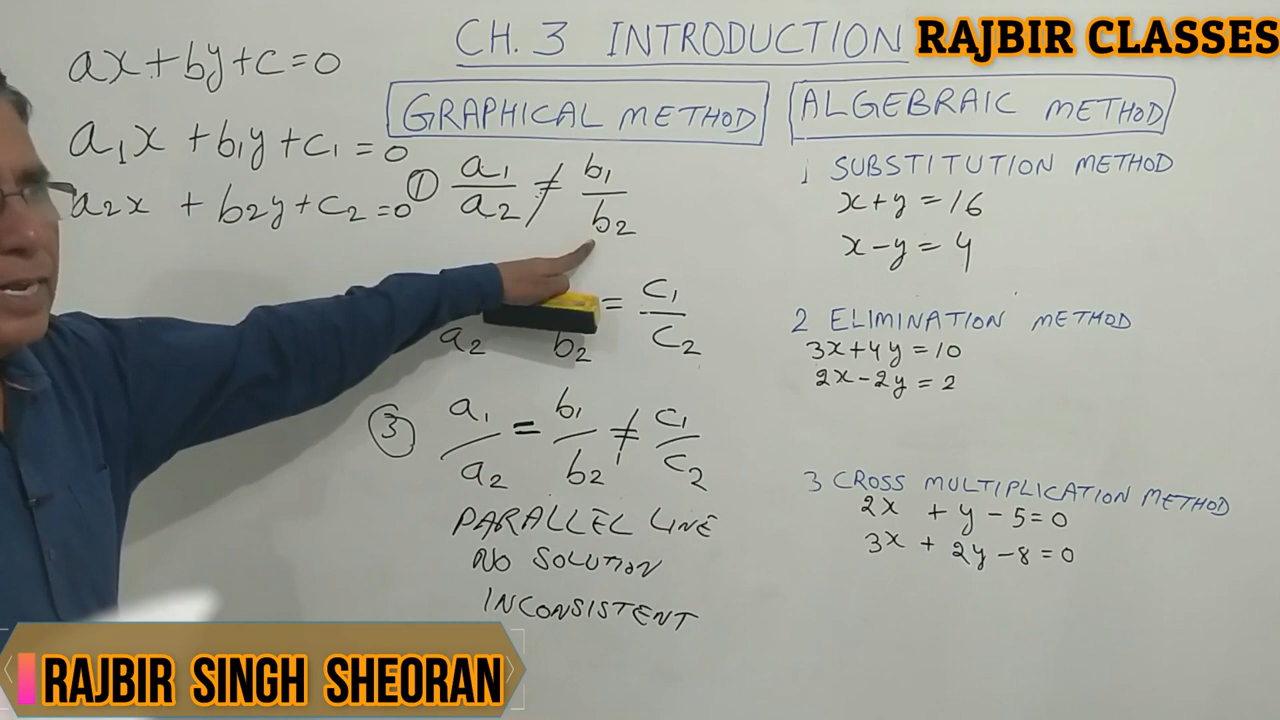 CH. 3 INTRODUCTION
RAJBIR CLASSES
ax+by+c=0
a₁x + b₁y + c₁ = 0
a₂x + b₂y + c₂ = 0
GRAPHICAL METHOD
① a₁/a₂ ≠ b₁/b₂
a₂ b₂ = c₁/c₂
③ a₁/a₂ = b₁/b₂ ≠ c₁/c₂
PARALLEL LINE
NO SOLUTION
INCONSISTENT
ALGEBRAIC METHOD
1 SUBSTITUTION METHOD
x+y = 16
x-y = 4
2 ELIMINATION METHOD
3x+4y = 10
2x-2y = 2
3 CROSS MULTIPLICATION METHOD
2x + y - 5 = 0
3x + 2y - 8 = 0
RAJBIR SINGH SHEORAN